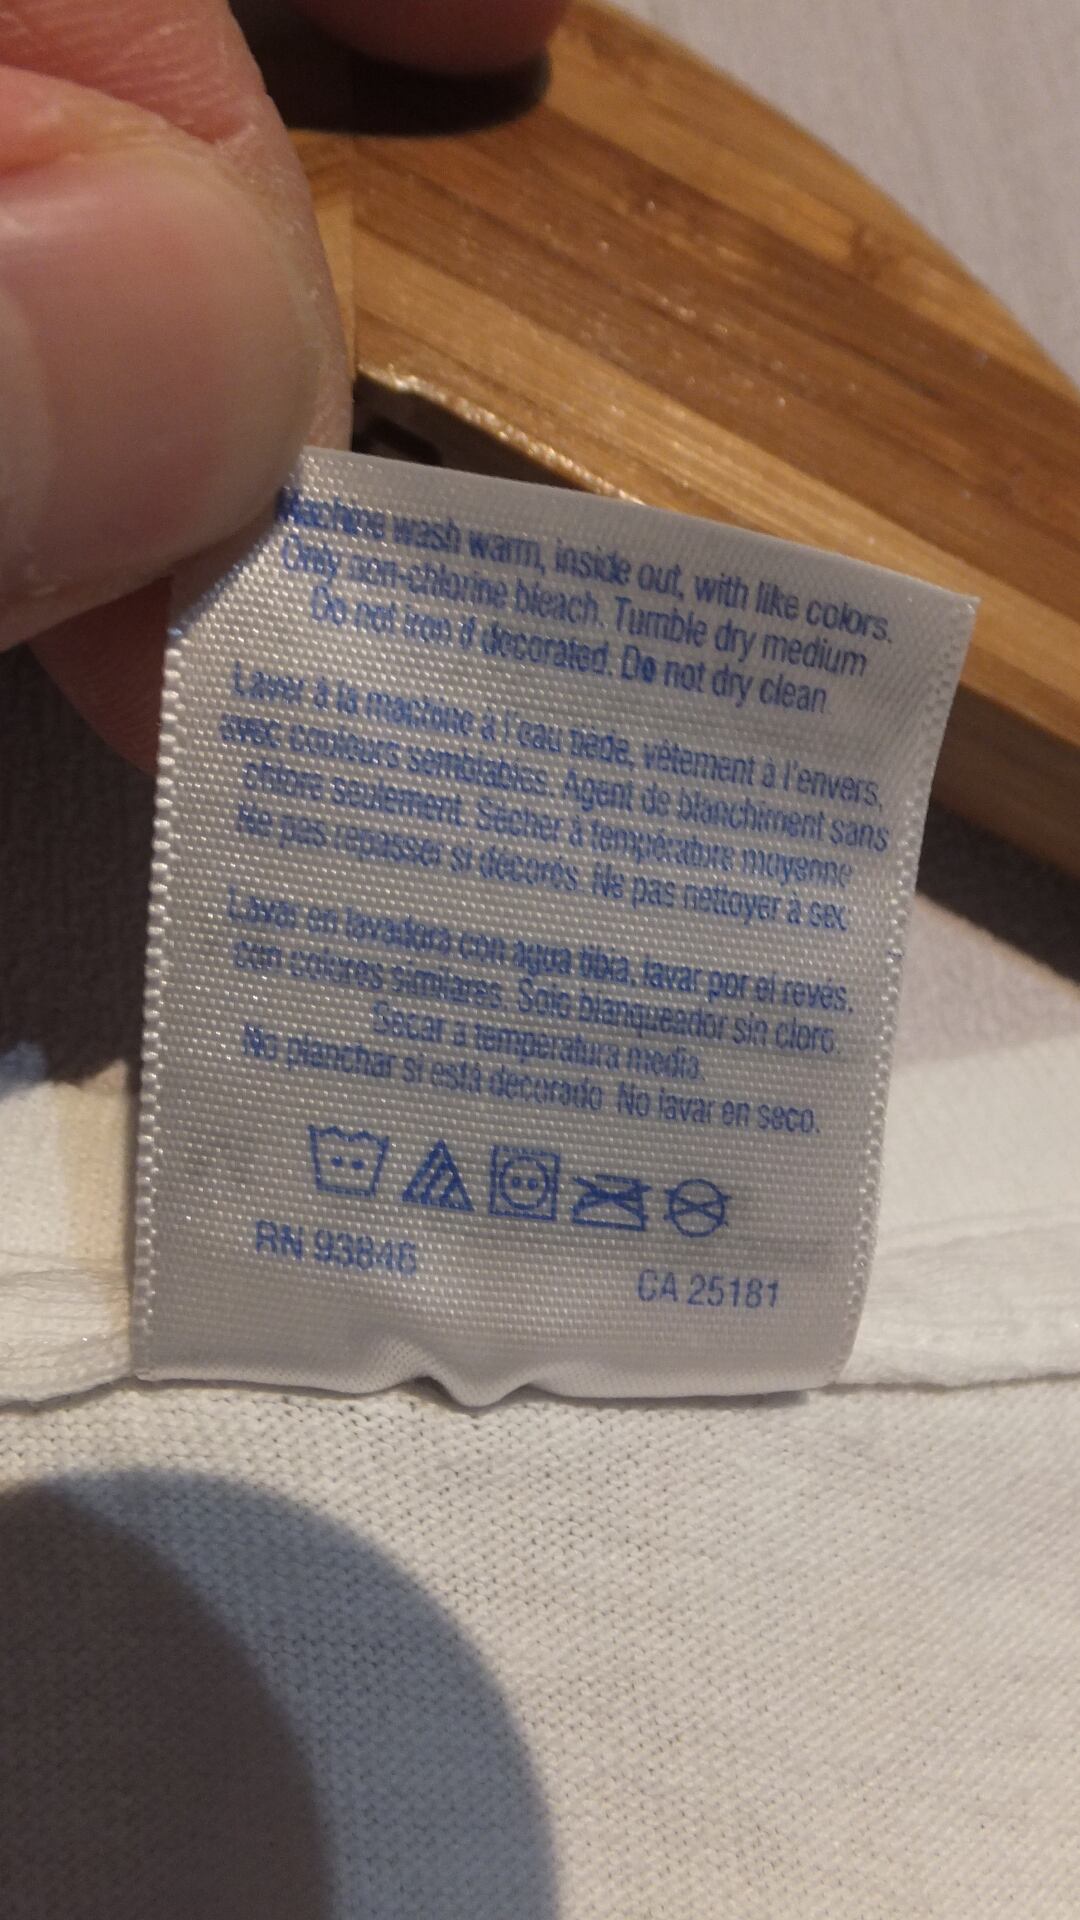 Machine wash warm, inside out, with like colors.
Only non-chlorine bleach. Tumble dry medium
Do not iron if decorated. Do not dry clean
Laver à la machine à l'eau tiède, vêtement à l'envers,
avec couleurs semblables. Agent de blanchiment sans
chlore seulement. Sécher à température moyenne
Ne pas repasser si décorés. Ne pas nettoyer à sec
Lavar en lavadora con agua tibia, lavar por el revés,
con colores similares. Solo blanqueador sin cloro.
Secar a temperatura media.
No planchar si está decorado No lavar en seco.
RN 93846
CA 25181